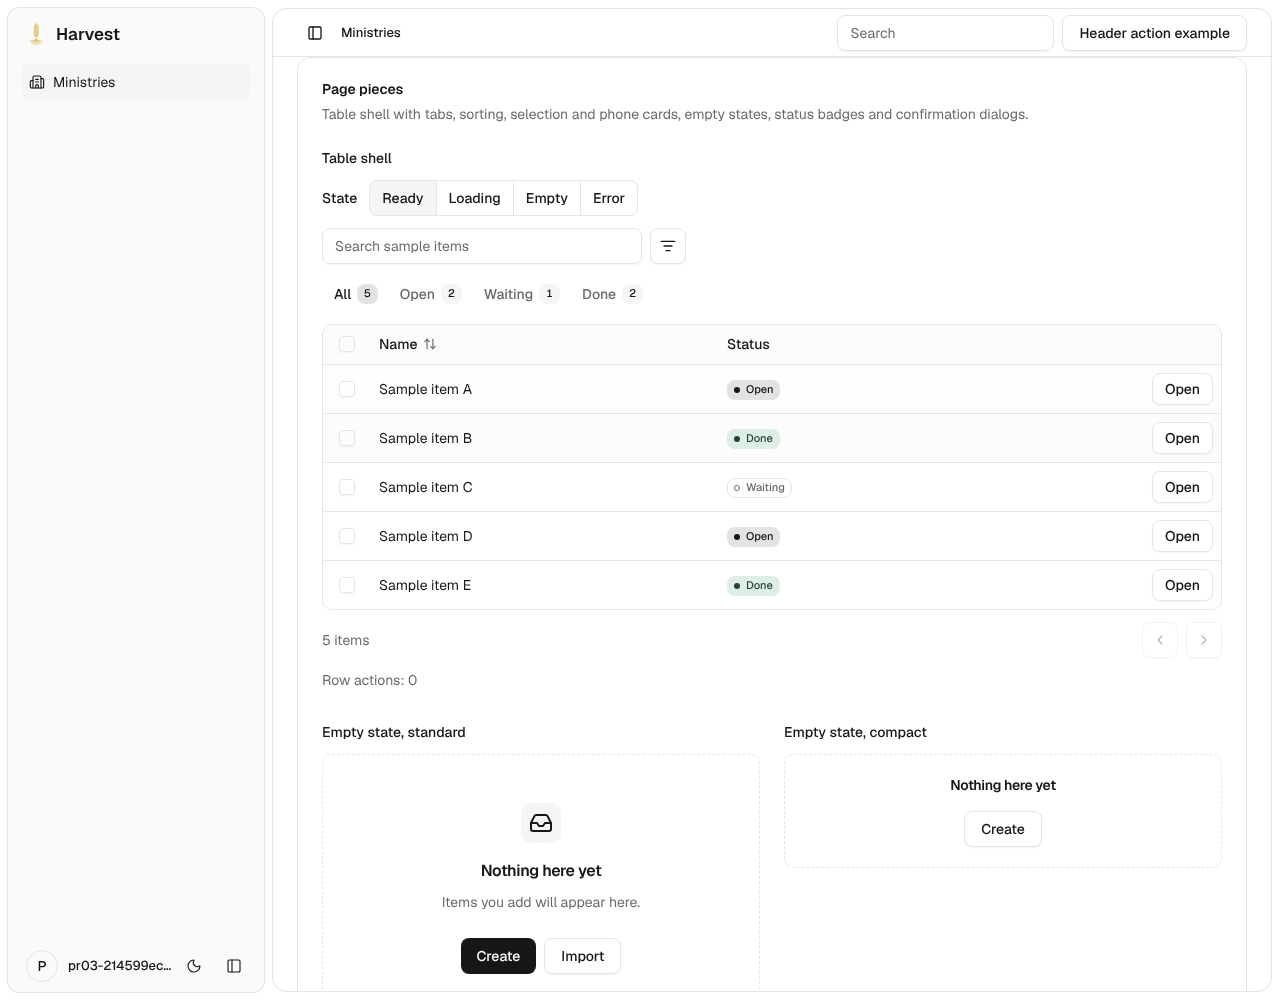 Harvest
Ministries
Ministries
Search
Header action example
Page pieces
Table shell with tabs, sorting, selection and phone cards, empty states, status badges and confirmation dialogs.
Table shell
State Ready Loading Empty Error
Search sample items
All 5 Open 2 Waiting 1 Done 2
Name Status
Sample item A Open Open
Sample item B Done Open
Sample item C Waiting Open
Sample item D Open Open
Sample item E Done Open
5 items
Row actions: 0
Empty state, standard
Nothing here yet
Items you add will appear here.
Create Import
Empty state, compact
Nothing here yet
Create
P pr03-214599ec…